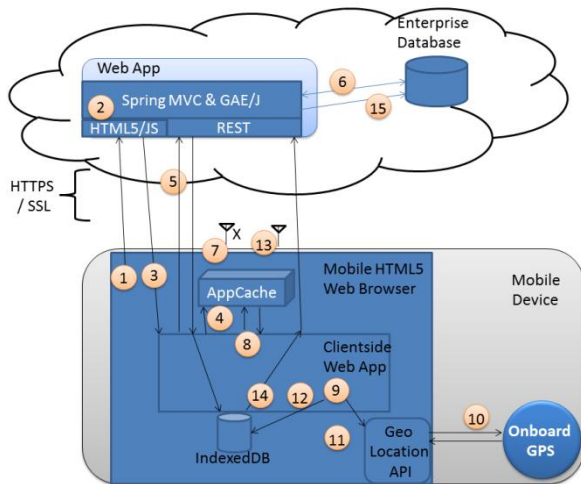 Enterprise
Database
Web App
6
2
Spring MVC & GAE/J
15
HTML5/JS
REST
HTTPS
/ SSL
5
X
7
13
1
3
Mobile HTML5
Web Browser
Mobile
Device
AppCache
4
8
Clientside
Web App
14
12
9
10
11
Geo
Location
API
Onboard
GPS
IndexedDB